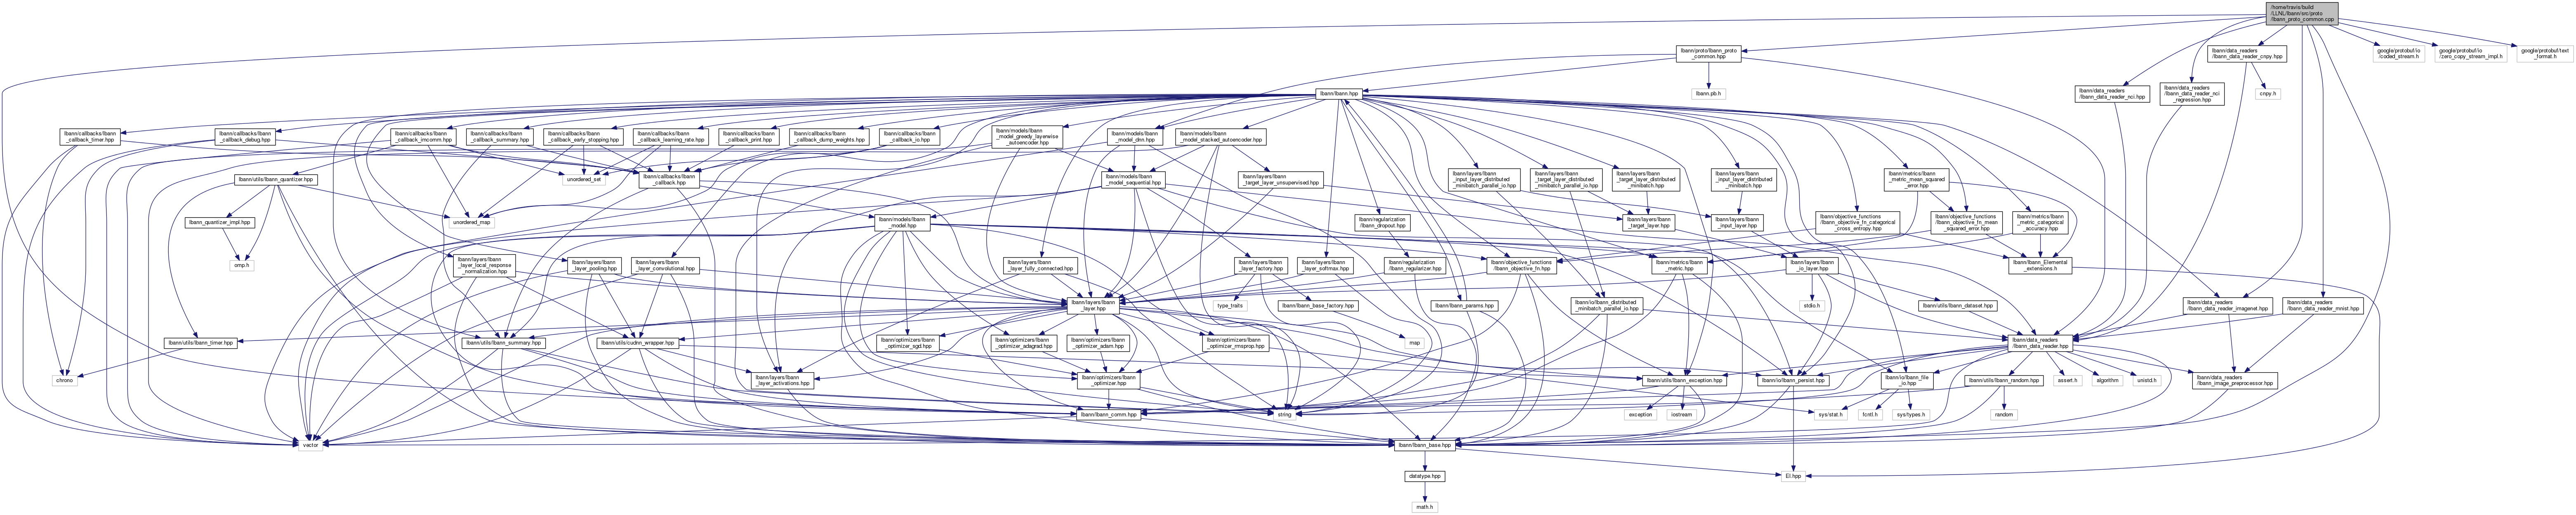 /home/travis/build
/LLNL/lbann/src/proto
/lbann_proto_common.cpp
lbann/proto/lbann_proto
_common.hpp
lbann/data_readers
/lbann_data_reader_cnpy.hpp
google/protobuf/io
/coded_stream.h
google/protobuf/io
/zero_copy_stream_impl.h
google/protobuf/text
_format.h
lbann/lbann.hpp
lbann.pb.h
lbann/data_readers
/lbann_data_reader_nci.hpp
lbann/data_readers
/lbann_data_reader_nci
_regression.hpp
cnpy.h
lbann/callbacks/lbann
_callback_timer.hpp
lbann/callbacks/lbann
_callback_debug.hpp
lbann/callbacks/lbann
_callback_imcomm.hpp
lbann/callbacks/lbann
_callback_summary.hpp
lbann/callbacks/lbann
_callback_early_stopping.hpp
lbann/callbacks/lbann
_callback_learning_rate.hpp
lbann/callbacks/lbann
_callback_print.hpp
lbann/callbacks/lbann
_callback_dump_weights.hpp
lbann/callbacks/lbann
_callback_io.hpp
lbann/models/lbann
_model_greedy_layerwise
_autoencoder.hpp
lbann/models/lbann
_model_dnn.hpp
lbann/models/lbann
_model_stacked_autoencoder.hpp
lbann/utils/lbann_quantizer.hpp
unordered_set
lbann/callbacks/lbann
_callback.hpp
lbann/models/lbann
_model_sequential.hpp
lbann/layers/lbann
_target_layer_unsupervised.hpp
lbann/layers/lbann
_input_layer_distributed
_minibatch_parallel_io.hpp
lbann/layers/lbann
_target_layer_distributed
_minibatch_parallel_io.hpp
lbann/layers/lbann
_target_layer_distributed
_minibatch.hpp
lbann/layers/lbann
_input_layer_distributed
_minibatch.hpp
lbann/metrics/lbann
_metric_mean_squared
_error.hpp
lbann_quantizer_impl.hpp
unordered_map
lbann/models/lbann
_model.hpp
lbann/regularization
/lbann_dropout.hpp
lbann/layers/lbann
_target_layer.hpp
lbann/layers/lbann
_input_layer.hpp
lbann/objective_functions
/lbann_objective_fn_categorical
_cross_entropy.hpp
lbann/objective_functions
/lbann_objective_fn_mean
_squared_error.hpp
lbann/metrics/lbann
_metric_categorical
_accuracy.hpp
omp.h
lbann/layers/lbann
_layer_local_response
_normalization.hpp
lbann/layers/lbann
_layer_pooling.hpp
lbann/layers/lbann
_layer_convolutional.hpp
lbann/layers/lbann
_layer_fully_connected.hpp
lbann/layers/lbann
_layer_factory.hpp
lbann/layers/lbann
_layer_softmax.hpp
lbann/regularization
/lbann_regularizer.hpp
lbann/objective_functions
/lbann_objective_fn.hpp
lbann/metrics/lbann
_metric.hpp
lbann/layers/lbann
_io_layer.hpp
lbann/lbann_Elemental
_extensions.h
lbann/layers/lbann
_layer.hpp
type_traits
lbann/lbann_base_factory.hpp
lbann/lbann_params.hpp
lbann/io/lbann_distributed
_minibatch_parallel_io.hpp
stdio.h
lbann/utils/lbann_dataset.hpp
lbann/data_readers
/lbann_data_reader_imagenet.hpp
lbann/data_readers
/lbann_data_reader_mnist.hpp
lbann/utils/lbann_timer.hpp
lbann/utils/lbann_summary.hpp
lbann/utils/cudnn_wrapper.hpp
lbann/optimizers/lbann
_optimizer_sgd.hpp
lbann/optimizers/lbann
_optimizer_adagrad.hpp
lbann/optimizers/lbann
_optimizer_adam.hpp
lbann/optimizers/lbann
_optimizer_rmsprop.hpp
map
lbann/data_readers
/lbann_data_reader.hpp
chrono
lbann/layers/lbann
_layer_activations.hpp
lbann/optimizers/lbann
_optimizer.hpp
lbann/utils/lbann_exception.hpp
lbann/io/lbann_persist.hpp
lbann/io/lbann_file
_io.hpp
lbann/utils/lbann_random.hpp
assert.h
algorithm
unistd.h
lbann/data_readers
/lbann_image_preprocessor.hpp
lbann/lbann_comm.hpp
string
exception
iostream
sys/stat.h
fcntl.h
sys/types.h
random
vector
lbann/lbann_base.hpp
datatype.hpp
El.hpp
math.h